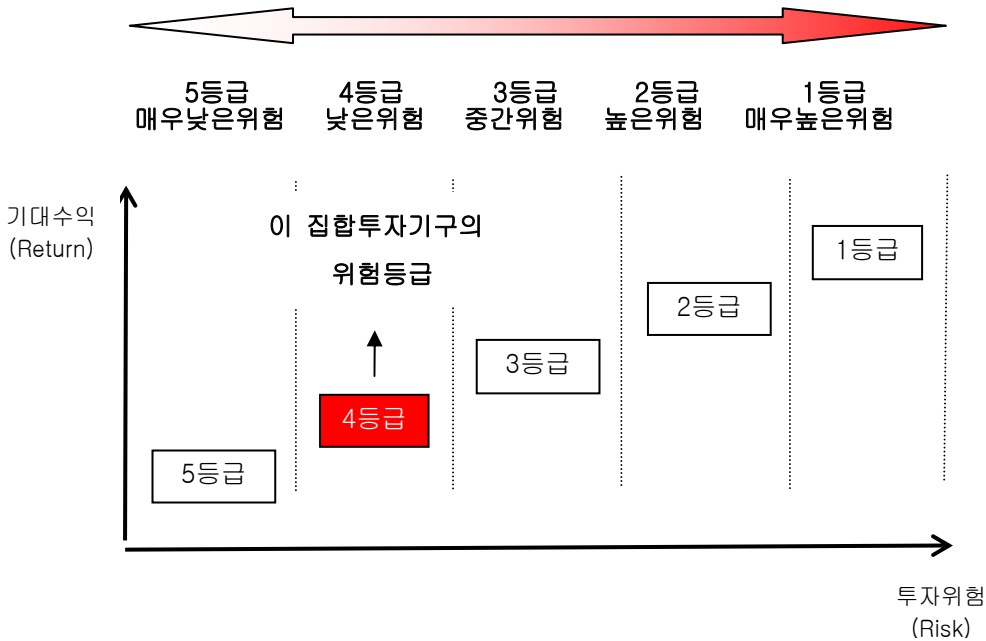 5등급 4등급 3등급 2등급 1등급
매우낮은위험 낮은위험 중간위험 높은위험 매우높은위험
기대수익
(Return)
이 집합투자기구의
위험등급
1등급
2등급
3등급
4등급
5등급
투자위험
(Risk)